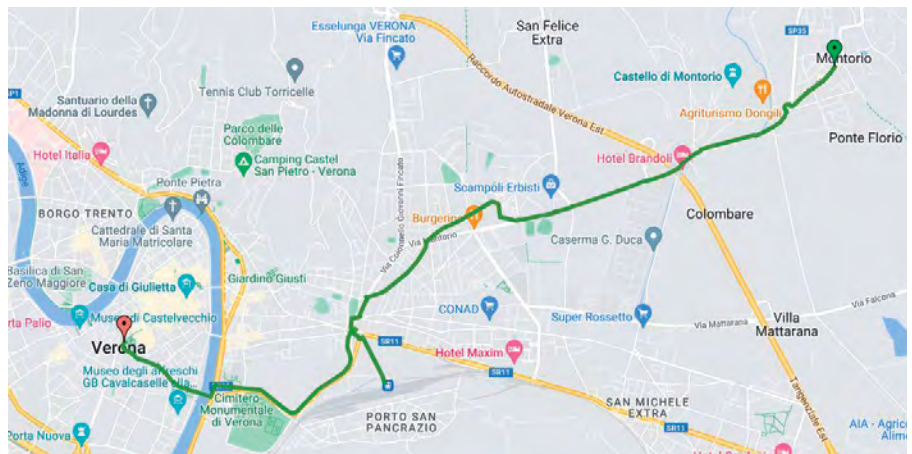 Esselunga VERONA
Via Fincato
San Felice
Extra
SP35
Montorio
Castello di Montorio
Tennis Club Torricelle
Raccordo Autostradale Verona Est
SP1
Santuario della
Madonna di Lourdes
Agriturismo Dongili
Parco delle
Colombare
Ponte Florio
Hotel Italia
Hotel Brandoli
Camping Castel
San Pietro - Verona
Adige
Ponte Pietra
Scampoli Erbisti
Via Colonnello Giovanni Fincato
BORGO TRENTO
Burgerino
Colombare
Cattedrale di Santa
Maria Matricolare
Via Montorio
Caserma G. Duca
Basilica di San
Zeno Maggiore
Giardino Giusti
Casa di Giulietta
rta Palio
Museo di Castelvecchio
CONAD
Super Rossetto
Via Falcona
Via Mattarana
Villa
Mattarana
Verona
SR11
Hotel Maxim
Museo degli affreschi
GB Cavalcaselle alla...
SR11
Cimitero
Monumentale
di Verona
PORTO SAN
PANCRAZIO
SAN MICHELE
EXTRA
Tangenziale Est
SR11
AIA - Agric
Alime
Porta Nuova